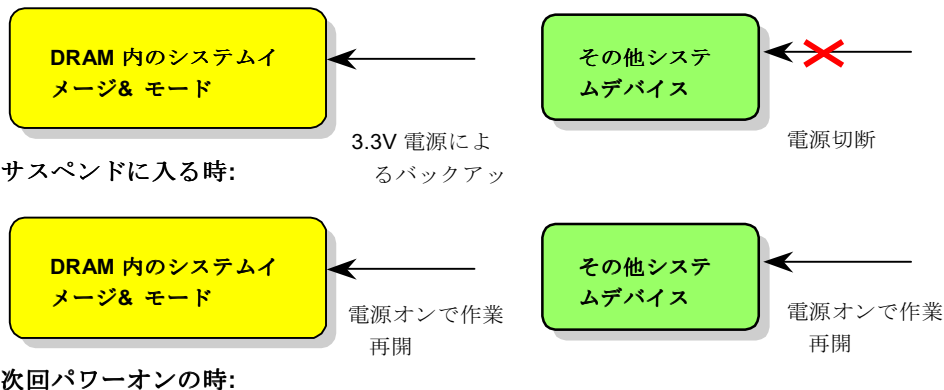 DRAM 内のシステムイ
メージ& モード
その他システ
ムデバイス
3.3V 電源によ
るバックアッ
電源切断
サスペンドに入る時:
DRAM 内のシステムイ
メージ& モード
その他システ
ムデバイス
電源オンで作業
再開
電源オンで作業
再開
次回パワーオンの時: